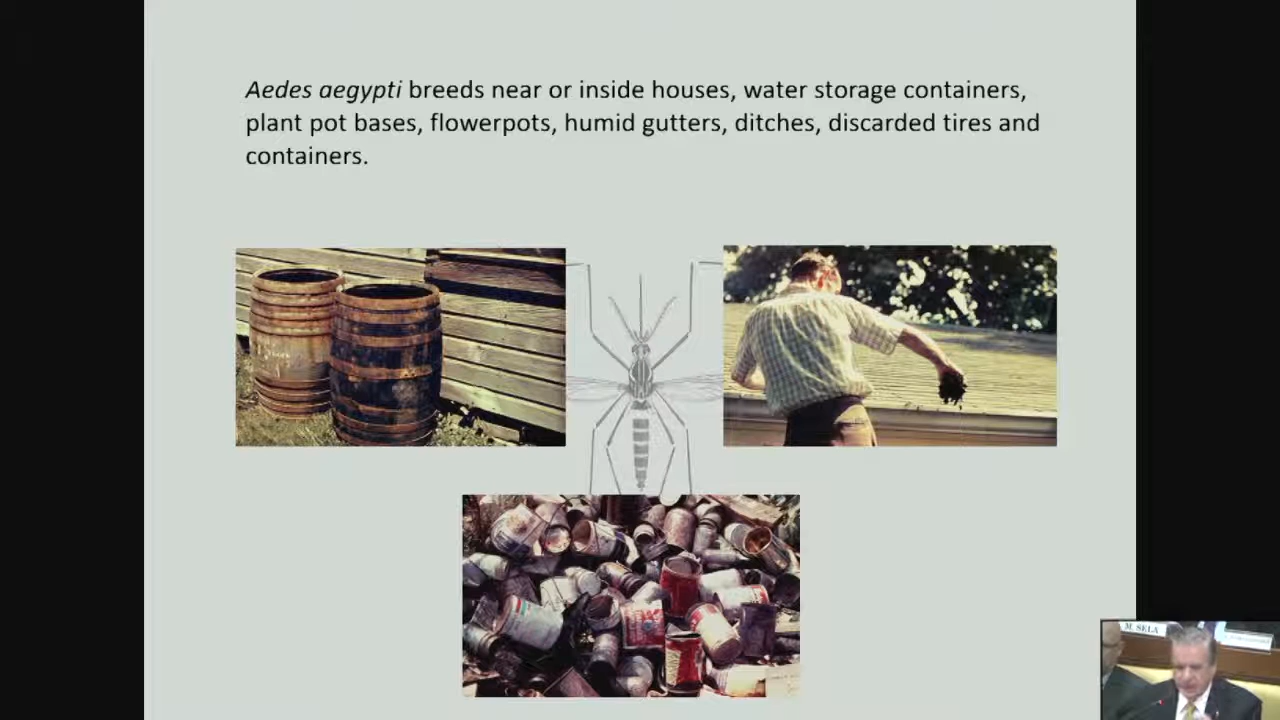 Aedes aegypti breeds near or inside houses, water storage containers,
plant pot bases, flowerpots, humid gutters, ditches, discarded tires and
containers.
M. SELA